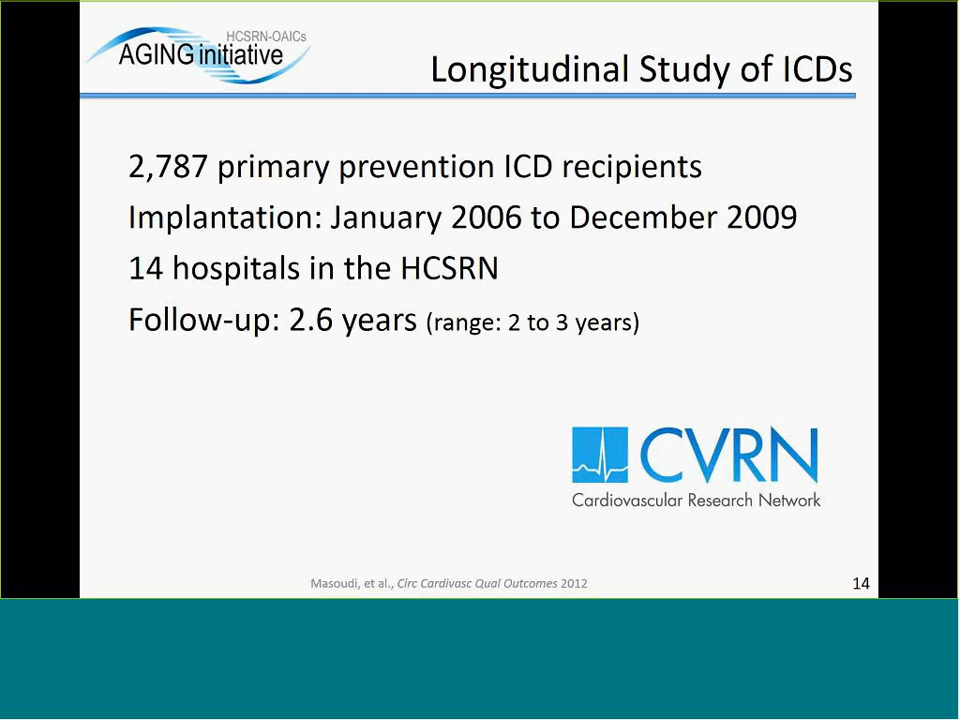 HCSRN-OAICs
AGING initiative
Longitudinal Study of ICDs
2,787 primary prevention ICD recipients
Implantation: January 2006 to December 2009
14 hospitals in the HCSRN
Follow-up: 2.6 years (range: 2 to 3 years)
CVRN
Cardiovascular Research Network
Masoudi, et al., Circ Cardivasc Qual Outcomes 2012
14